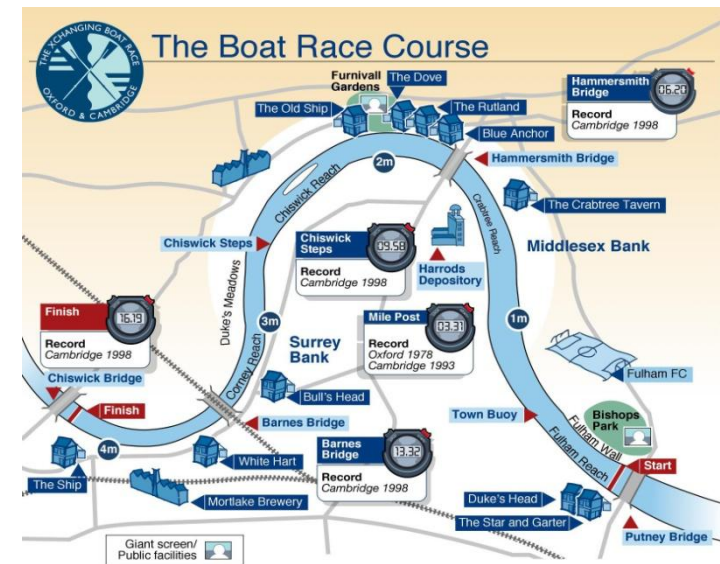 THE XCHANGING BOAT RACE
OXFORD & CAMBRIDGE
The Boat Race Course
Furnivall
Gardens
The Dove
The Old Ship
The Rutland
Blue Anchor
Hammersmith
Bridge
06.20
Record
Cambridge 1998
2m
Hammersmith Bridge
Chiswick Reach
Crabtree Reach
The Crabtree Tavern
Chiswick Steps
Chiswick
Steps
09.58
Record
Cambridge 1998
Harrods
Depository
Middlesex Bank
Duke's Meadows
Finish
16.19
Record
Cambridge 1998
3m
Surrey
Bank
Mile Post
03.31
Record
Oxford 1978
Cambridge 1993
1m
Corney Reach
Fulham FC
Chiswick Bridge
Finish
Bull's Head
Barnes Bridge
Town Buoy
Bishops
Park
Fulham Wall
Fulham Reach
Start
4m
White Hart
Barnes
Bridge
13.32
Record
Cambridge 1998
The Ship
Mortlake Brewery
Duke's Head
The Star and Garter
Putney Bridge
Giant screen/
Public facilities